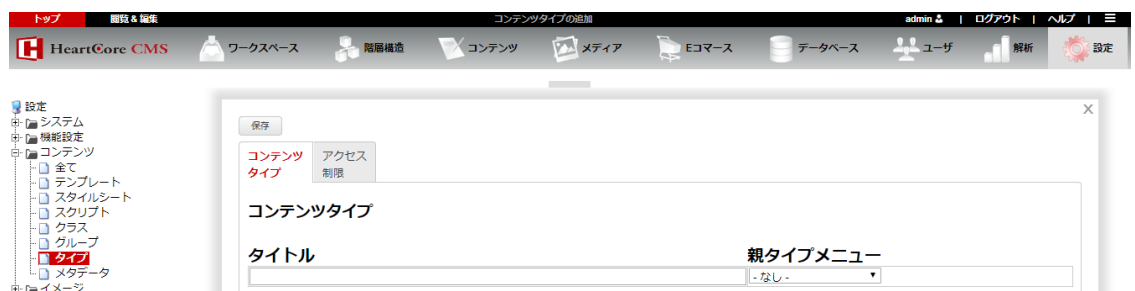 トップ 閲覧 & 編集 コンテンツタイプの追加 admin | ログアウト | ヘルプ |
HeartCore CMS ワークスペース 階層構造 コンテンツ メディア Eコマース データベース ユーザ 解析 設定
設定
システム
機能設定
コンテンツ
全て
テンプレート
スタイルシート
スクリプト
クラス
グループ
タイプ
メタデータ
イメージ
保存
コンテンツ
タイプ
アクセス
制限
コンテンツタイプ
タイトル 親タイプメニュー
- なし -